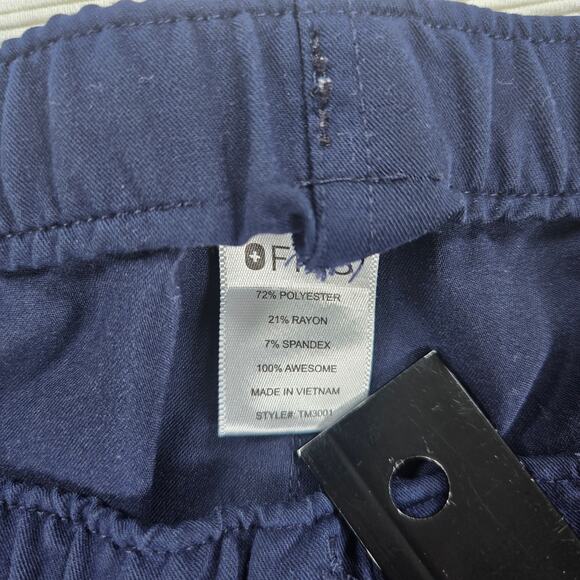 72% POLYESTER
21% RAYON
7% SPANDEX
100% AWESOME
MADE IN VIETNAM
STYLE#: TM3001